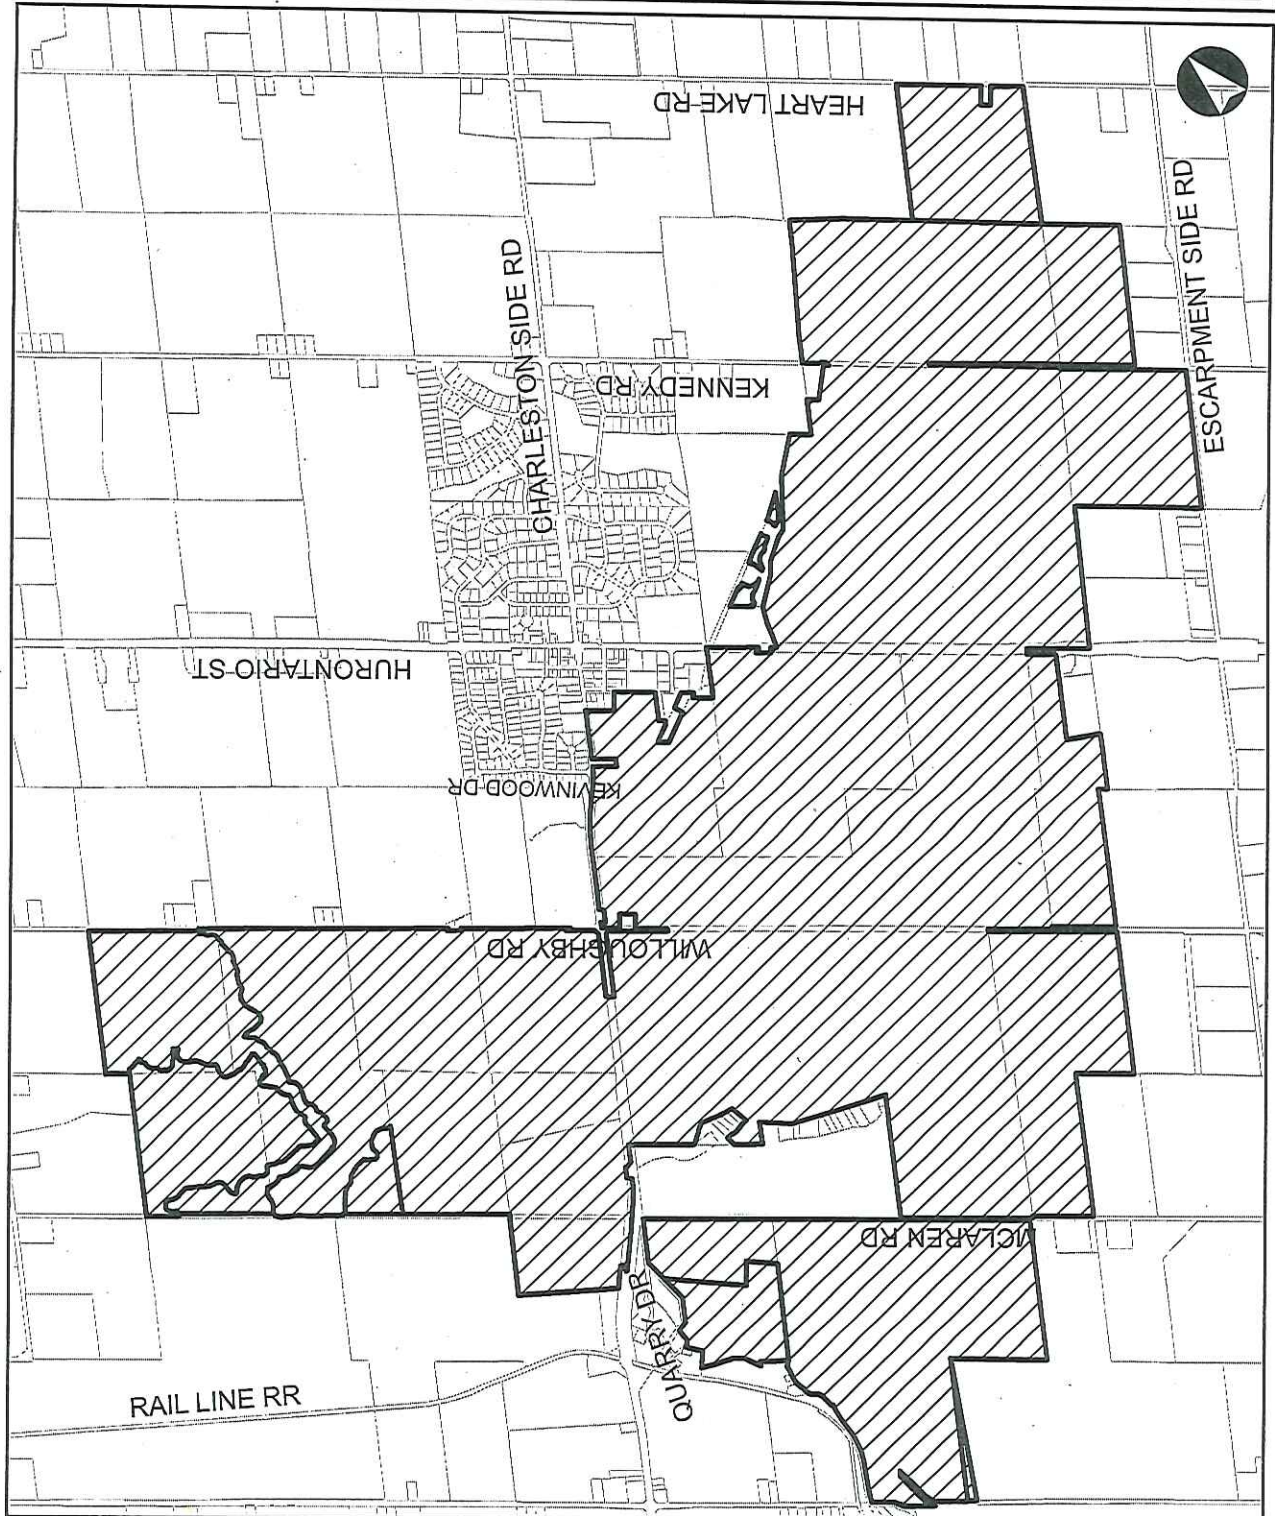 HEART LAKE RD
ESCARPMENT SIDE RD
CHARLESTON SIDE RD
KENNEDY RD
HURONTARIO ST
KEVINWOOD DR
WILLOUGHBY RD
MCLAREN RD
QUARRY DR
RAIL LINE RR